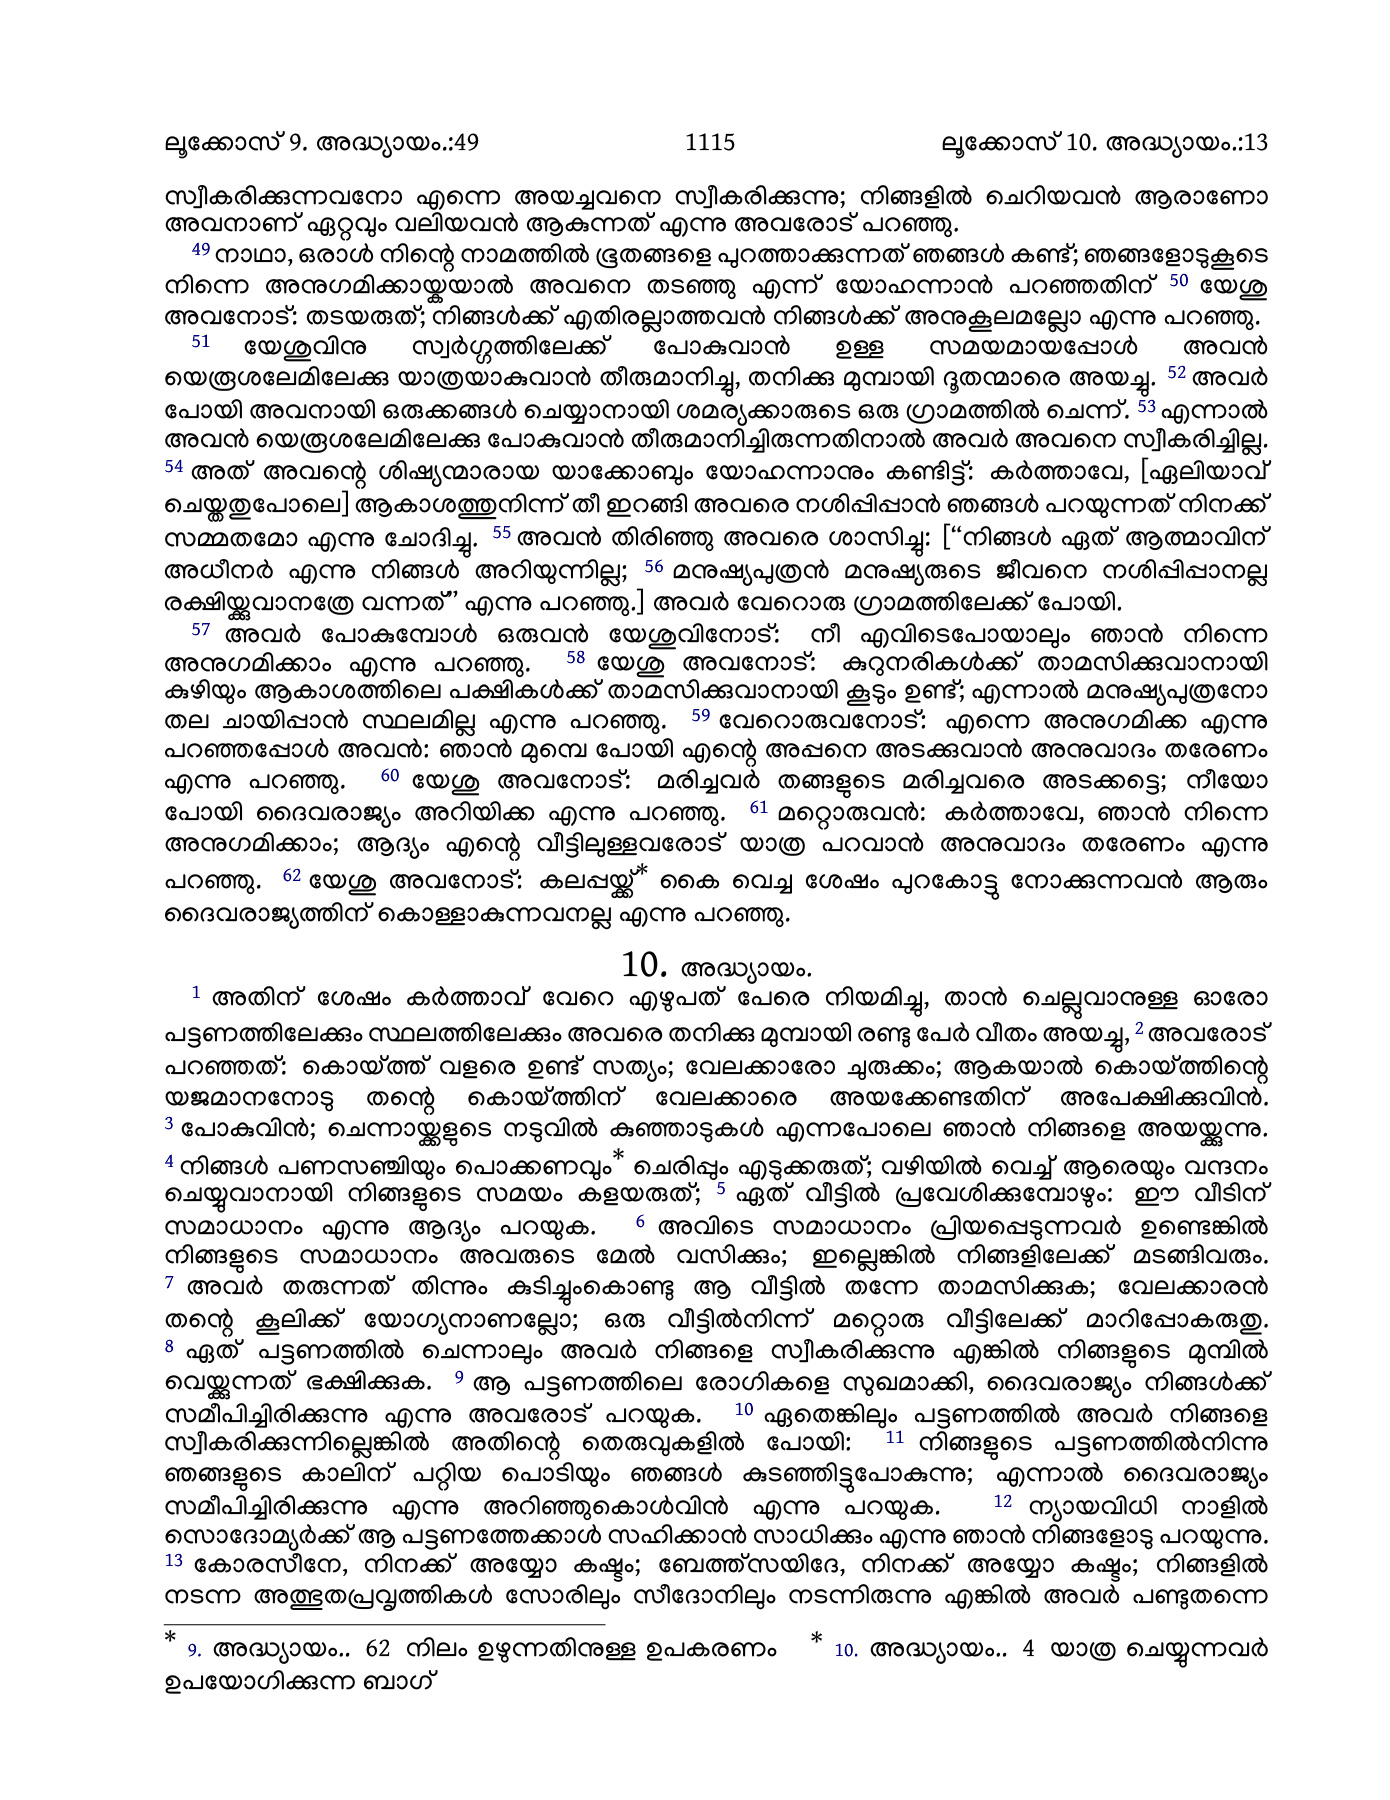 ലൂക്കോസ് 9. അദ്ധ്യായം.:49 1115 ലൂക്കോസ് 10. അദ്ധ്യായം.:13
സ്വീകരിക്കുന്നവനോ എന്നെ അയച്ചവനെ സ്വീകരിക്കുന്നു; നിങ്ങളിൽ ചെറിയവൻ ആരാണോ
അവനാണ് ഏറ്റവും വലിയവൻ ആകുന്നത് എന്നു അവരോട് പറഞ്ഞു.
49 നാഥാ, ഒരാൾ നിന്റെ നാമത്തിൽ ഭൂതങ്ങളെ പുറത്താക്കുന്നത് ഞങ്ങൾ കണ്ട്; ഞങ്ങളോടുകൂടെ
നിന്നെ അനുഗമിക്കായ്കയാൽ അവനെ തടഞ്ഞു എന്ന് യോഹന്നാൻ പറഞ്ഞതിന് 50 യേശു
അവനോട്: തടയരുത്; നിങ്ങൾക്ക് എതിരല്ലാത്തവൻ നിങ്ങൾക്ക് അനുകൂലമല്ലോ എന്നു പറഞ്ഞു.
51 യേശുവിനു സ്വർഗ്ഗത്തിലേക്ക് പോകുവാൻ ഉള്ള സമയമായപ്പോൾ അവൻ
യെരൂശലേമിലേക്കു യാത്രയാകുവാൻ തീരുമാനിച്ചു, തനിക്കു മുമ്പായി ദൂതന്മാരെ അയച്ചു. 52 അവർ
പോയി അവനായി ഒരുക്കങ്ങൾ ചെയ്യാനായി ശമര്യക്കാരുടെ ഒരു ഗ്രാമത്തിൽ ചെന്ന്. 53 എന്നാൽ
അവൻ യെരൂശലേമിലേക്കു പോകുവാൻ തീരുമാനിച്ചിരുന്നതിനാൽ അവർ അവനെ സ്വീകരിച്ചില്ല.
54 അത് അവന്റെ ശിഷ്യന്മാരായ യാക്കോബും യോഹന്നാനും കണ്ടിട്ട്: കർത്താവേ, [ഏലിയാവ്
ചെയ്തതുപോലെ] ആകാശത്തുനിന്ന് തീ ഇറങ്ങി അവരെ നശിപ്പിപ്പാൻ ഞങ്ങൾ പറയുന്നത് നിനക്ക്
സമ്മതമോ എന്നു ചോദിച്ചു. 55 അവൻ തിരിഞ്ഞു അവരെ ശാസിച്ചു: [“നിങ്ങൾ ഏത് ആത്മാവിന്
അധീനർ എന്നു നിങ്ങൾ അറിയുന്നില്ല; 56 മനുഷ്യപുത്രൻ മനുഷ്യരുടെ ജീവനെ നശിപ്പിപ്പാനല്ല
രക്ഷിയ്ക്കുവാനത്രേ വന്നത്” എന്നു പറഞ്ഞു.] അവർ വേറൊരു ഗ്രാമത്തിലേക്ക് പോയി.
57 അവർ പോകുമ്പോൾ ഒരുവൻ യേശുവിനോട്: നീ എവിടെപോയാലും ഞാൻ നിന്നെ
അനുഗമിക്കാം എന്നു പറഞ്ഞു. 58 യേശു അവനോട്: കുറുനരികൾക്ക് താമസിക്കുവാനായി
കുഴിയും ആകാശത്തിലെ പക്ഷികൾക്ക് താമസിക്കുവാനായി കൂടും ഉണ്ട്; എന്നാൽ മനുഷ്യപുത്രനോ
തല ചായിപ്പാൻ സ്ഥലമില്ല എന്നു പറഞ്ഞു. 59 വേറൊരുവനോട്: എന്നെ അനുഗമിക്ക എന്നു
പറഞ്ഞപ്പോൾ അവൻ: ഞാൻ മുമ്പെ പോയി എന്റെ അപ്പനെ അടക്കുവാൻ അനുവാദം തരേണം
എന്നു പറഞ്ഞു. 60 യേശു അവനോട്: മരിച്ചവർ തങ്ങളുടെ മരിച്ചവരെ അടക്കട്ടെ; നീയോ
പോയി ദൈവരാജ്യം അറിയിക്ക എന്നു പറഞ്ഞു. 61 മറ്റൊരുവൻ: കർത്താവേ, ഞാൻ നിന്നെ
അനുഗമിക്കാം; ആദ്യം എന്റെ വീട്ടിലുള്ളവരോട് യാത്ര പറവാൻ അനുവാദം തരേണം എന്നു
പറഞ്ഞു. 62 യേശു അവനോട്: കലപ്പയ്ക്ക്* കൈ വെച്ച ശേഷം പുറകോട്ടു നോക്കുന്നവൻ ആരും
ദൈവരാജ്യത്തിന് കൊള്ളാകുന്നവനല്ല എന്നു പറഞ്ഞു.
10. അദ്ധ്യായം.
1 അതിന് ശേഷം കർത്താവ് വേറെ എഴുപത് പേരെ നിയമിച്ചു, താൻ ചെല്ലുവാനുള്ള ഓരോ
പട്ടണത്തിലേക്കും സ്ഥലത്തിലേക്കും അവരെ തനിക്കു മുമ്പായി രണ്ടു പേർ വീതം അയച്ചു, 2 അവരോട്
പറഞ്ഞത്: കൊയ്ത്ത് വളരെ ഉണ്ട് സത്യം; വേലക്കാരോ ചുരുക്കം; ആകയാൽ കൊയ്ത്തിന്റെ
യജമാനനോടു തന്റെ കൊയ്ത്തിന് വേലക്കാരെ അയക്കേണ്ടതിന് അപേക്ഷിക്കുവിൻ.
3 പോകുവിൻ; ചെന്നായ്ക്കളുടെ നടുവിൽ കുഞ്ഞാടുകൾ എന്നപോലെ ഞാൻ നിങ്ങളെ അയയ്ക്കുന്നു.
4 നിങ്ങൾ പണസഞ്ചിയും പൊക്കണവും* ചെരിപ്പും എടുക്കരുത്; വഴിയിൽ വെച്ച് ആരെയും വന്ദനം
ചെയ്യുവാനായി നിങ്ങളുടെ സമയം കളയരുത്; 5 ഏത് വീട്ടിൽ പ്രവേശിക്കുമ്പോഴും: ഈ വീടിന്
സമാധാനം എന്നു ആദ്യം പറയുക. 6 അവിടെ സമാധാനം പ്രിയപ്പെടുന്നവർ ഉണ്ടെങ്കിൽ
നിങ്ങളുടെ സമാധാനം അവരുടെ മേൽ വസിക്കും; ഇല്ലെങ്കിൽ നിങ്ങളിലേക്ക് മടങ്ങിവരും.
7 അവർ തരുന്നത് തിന്നും കുടിച്ചുംകൊണ്ടു ആ വീട്ടിൽ തന്നേ താമസിക്കുക; വേലക്കാരൻ
തന്റെ കൂലിക്ക് യോഗ്യനാണല്ലോ; ഒരു വീട്ടിൽനിന്ന് മറ്റൊരു വീട്ടിലേക്ക് മാറിപ്പോകരുതു.
8 ഏത് പട്ടണത്തിൽ ചെന്നാലും അവർ നിങ്ങളെ സ്വീകരിക്കുന്നു എങ്കിൽ നിങ്ങളുടെ മുമ്പിൽ
വെയ്ക്കുന്നത് ഭക്ഷിക്കുക. 9 ആ പട്ടണത്തിലെ രോഗികളെ സുഖമാക്കി, ദൈവരാജ്യം നിങ്ങൾക്ക്
സമീപിച്ചിരിക്കുന്നു എന്നു അവരോട് പറയുക. 10 ഏതെങ്കിലും പട്ടണത്തിൽ അവർ നിങ്ങളെ
സ്വീകരിക്കുന്നില്ലെങ്കിൽ അതിന്റെ തെരുവുകളിൽ പോയി: 11 നിങ്ങളുടെ പട്ടണത്തിൽനിന്നു
ഞങ്ങളുടെ കാലിന് പറ്റിയ പൊടിയും ഞങ്ങൾ കുടഞ്ഞിട്ടുപോകുന്നു; എന്നാൽ ദൈവരാജ്യം
സമീപിച്ചിരിക്കുന്നു എന്നു അറിഞ്ഞുകൊൾവിൻ എന്നു പറയുക. 12 ന്യായവിധി നാളിൽ
സൊദോമ്യർക്ക് ആ പട്ടണത്തേക്കാൾ സഹിക്കാൻ സാധിക്കും എന്നു ഞാൻ നിങ്ങളോടു പറയുന്നു.
13 കോരസീനേ, നിനക്ക് അയ്യോ കഷ്ടം; ബേത്ത്സയിദേ, നിനക്ക് അയ്യോ കഷ്ടം; നിങ്ങളിൽ
നടന്ന അത്ഭുതപ്രവൃത്തികൾ സോരിലും സീദോനിലും നടന്നിരുന്നു എങ്കിൽ അവർ പണ്ടുതന്നെ
* 9. അദ്ധ്യായം.. 62 നിലം ഉഴുന്നതിനുള്ള ഉപകരണം * 10. അദ്ധ്യായം.. 4 യാത്ര ചെയ്യുന്നവർ
ഉപയോഗിക്കുന്ന ബാഗ്